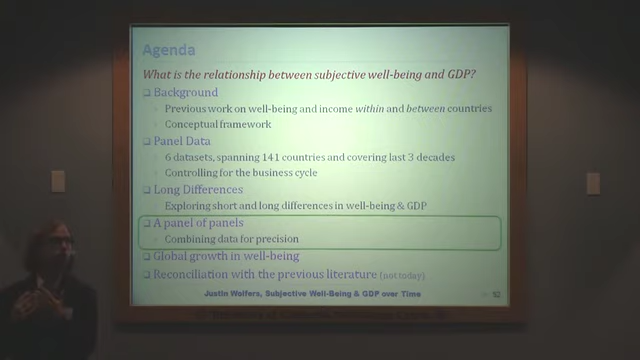 Agenda
What is the relationship between subjective well-being and GDP?
Background
Previous work on well-being and income within and between countries
Conceptual framework
Panel Data
6 datasets, spanning 141 countries and covering last 3 decades
Controlling for the business cycle
Long Differences
Exploring short and long differences in well-being & GDP
A panel of panels
Combining data for precision
Global growth in well-being
Reconciliation with the previous literature (not today)
Justin Wolfers, Subjective Well-Being & GDP over Time